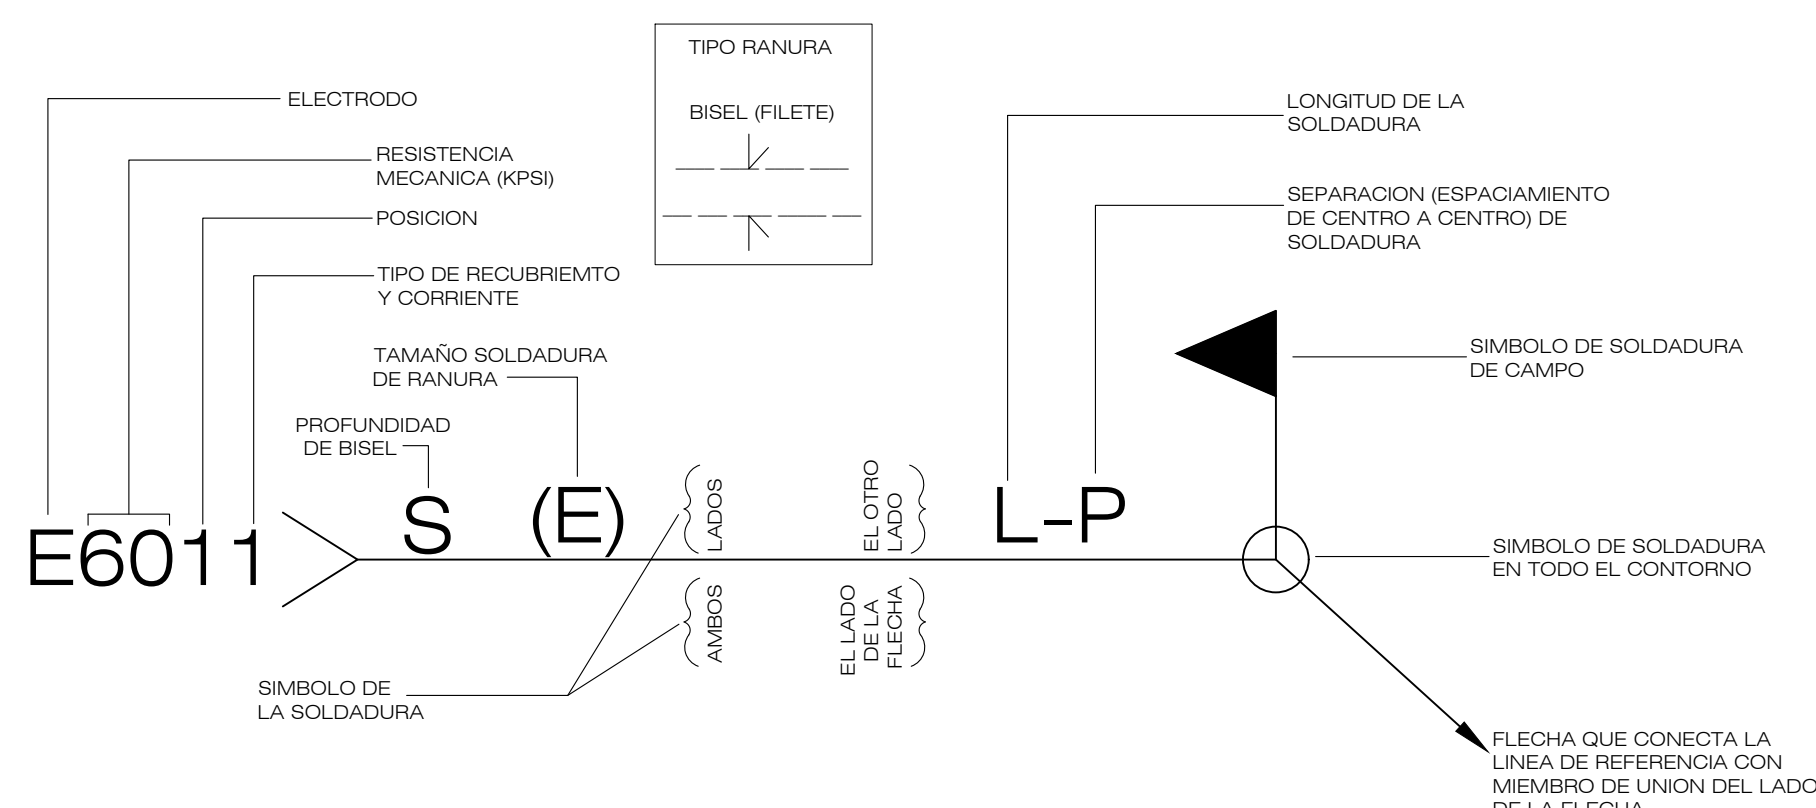 TIPO RANURA
BISEL (FILETE)
ELECTRODO
RESISTENCIA
MECANICA (KPSI)
POSICION
TIPO DE RECUBRIEMTO
Y CORRIENTE
TAMAÑO SOLDADURA
DE RANURA
PROFUNDIDAD
DE BISEL
E6011
S
(E)
LADOS
AMBOS
EL OTRO
LADO
EL LADO
DE LA
FLECHA
L-P
SIMBOLO DE
LA SOLDADURA
LONGITUD DE LA
SOLDADURA
SEPARACION (ESPACIAMIENTO
DE CENTRO A CENTRO) DE
SOLDADURA
SIMBOLO DE SOLDADURA
DE CAMPO
SIMBOLO DE SOLDADURA
EN TODO EL CONTORNO
FLECHA QUE CONECTA LA
LINEA DE REFERENCIA CON
MIEMBRO DE UNION DEL LADO
DE LA FLECHA